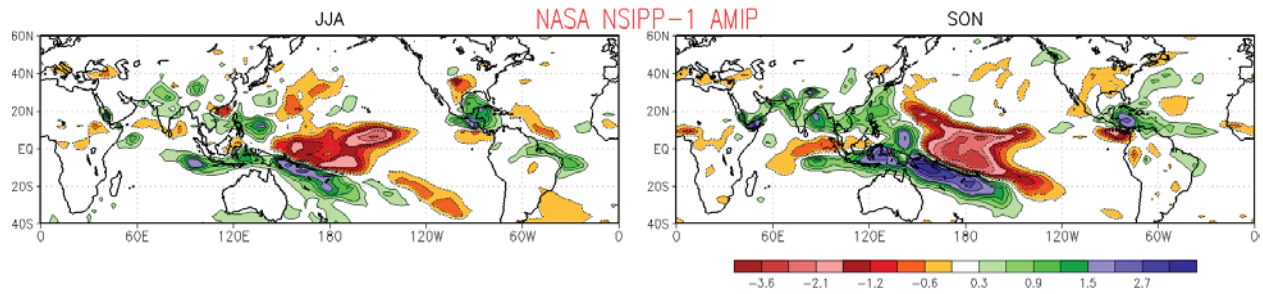 JJA NASA NSIPP-1 AMIP SON
60N 60N
40N 40N
20N 20N
EQ EQ
20S 20S
40S 40S
0 60E 120E 180 120W 60W 0 0 60E 120E 180 120W 60W 0
-3.6 -2.1 -1.2 -0.6 0.3 0.9 1.5 2.7